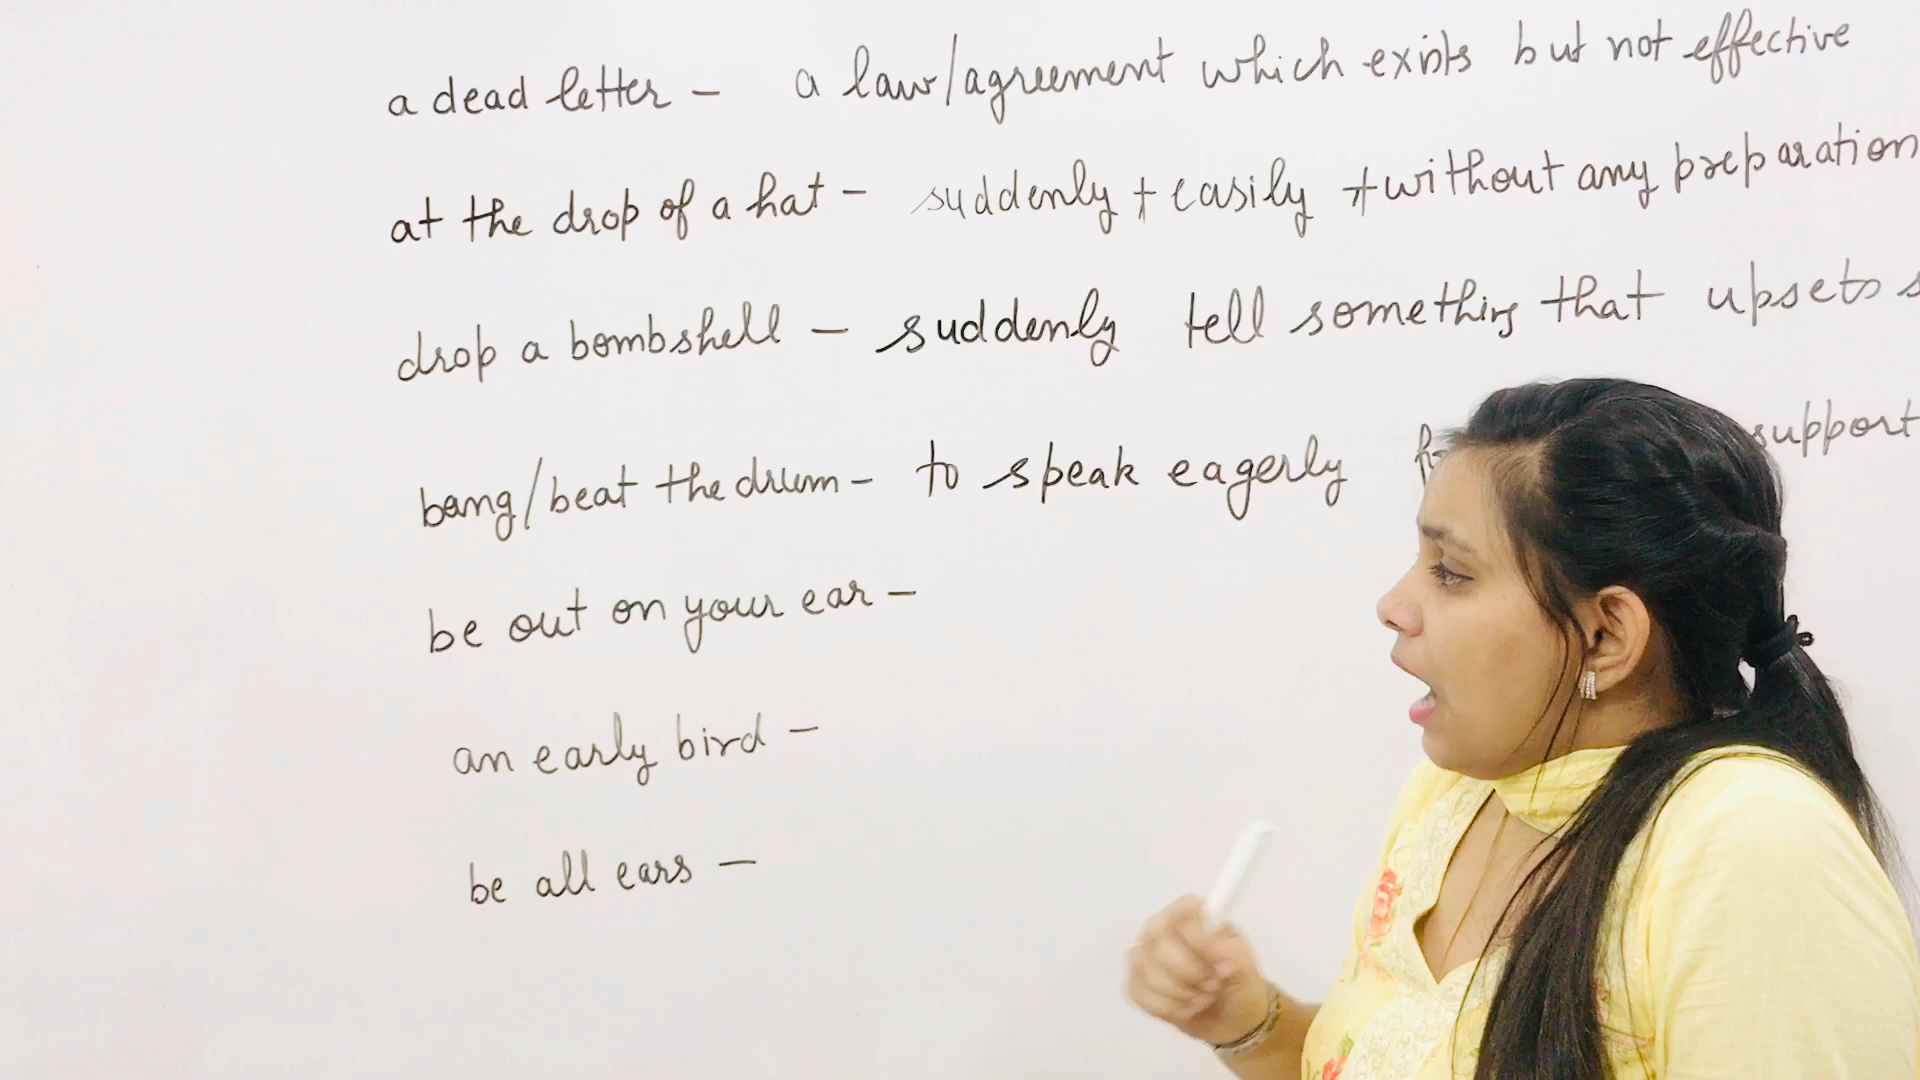 a dead letter - a law/agreement which exists but not effective
at the drop of a hat - suddenly + easily + without any preparation
drop a bombshell - suddenly tell something that upsets
bang/beat the drum - to speak eagerly support
be out on your ear -
an early bird -
be all ears -